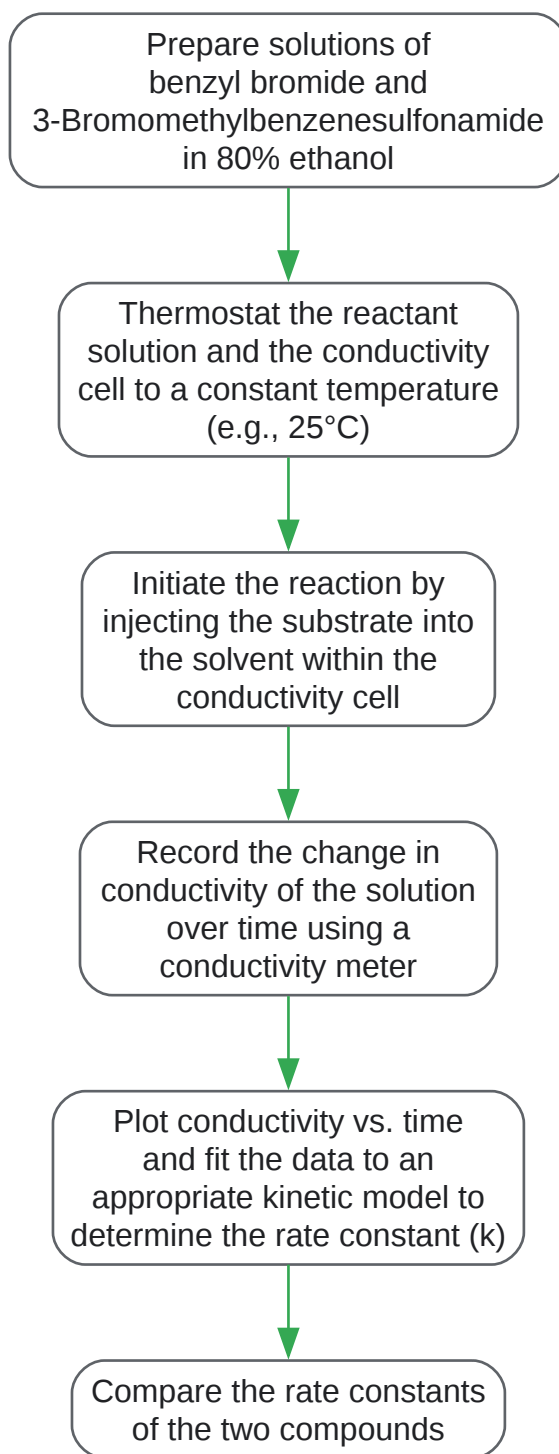 Prepare solutions of
benzyl bromide and
3-Bromomethylbenzenesulfonamide
in 80% ethanol
Thermostat the reactant
solution and the conductivity
cell to a constant temperature
(e.g., 25°C)
Initiate the reaction by
injecting the substrate into
the solvent within the
conductivity cell
Record the change in
conductivity of the solution
over time using a
conductivity meter
Plot conductivity vs. time
and fit the data to an
appropriate kinetic model to
determine the rate constant (k)
Compare the rate constants
of the two compounds